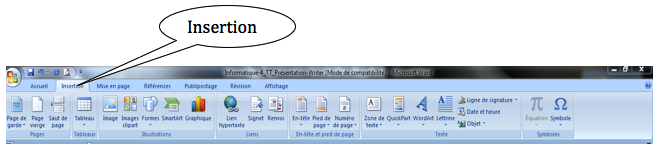 Insertion
Informatique-4_TT_Présentation-Writer [Mode de compatibilité] - Microsoft Word
Accueil Insertion Mise en page Références Publipostage Révision Affichage
Page de garde Page vierge Saut de page Tableau Image Images clipart Formes SmartArt Graphique Lien hypertexte Signet Renvoi En-tête Pied de page Numéro de page Zone de texte QuickPart WordArt Lettrine Ligne de signature Date et heure Objet Équation Symbole
Pages Tableaux Illustrations Liens En-tête et pied de page Texte Symboles